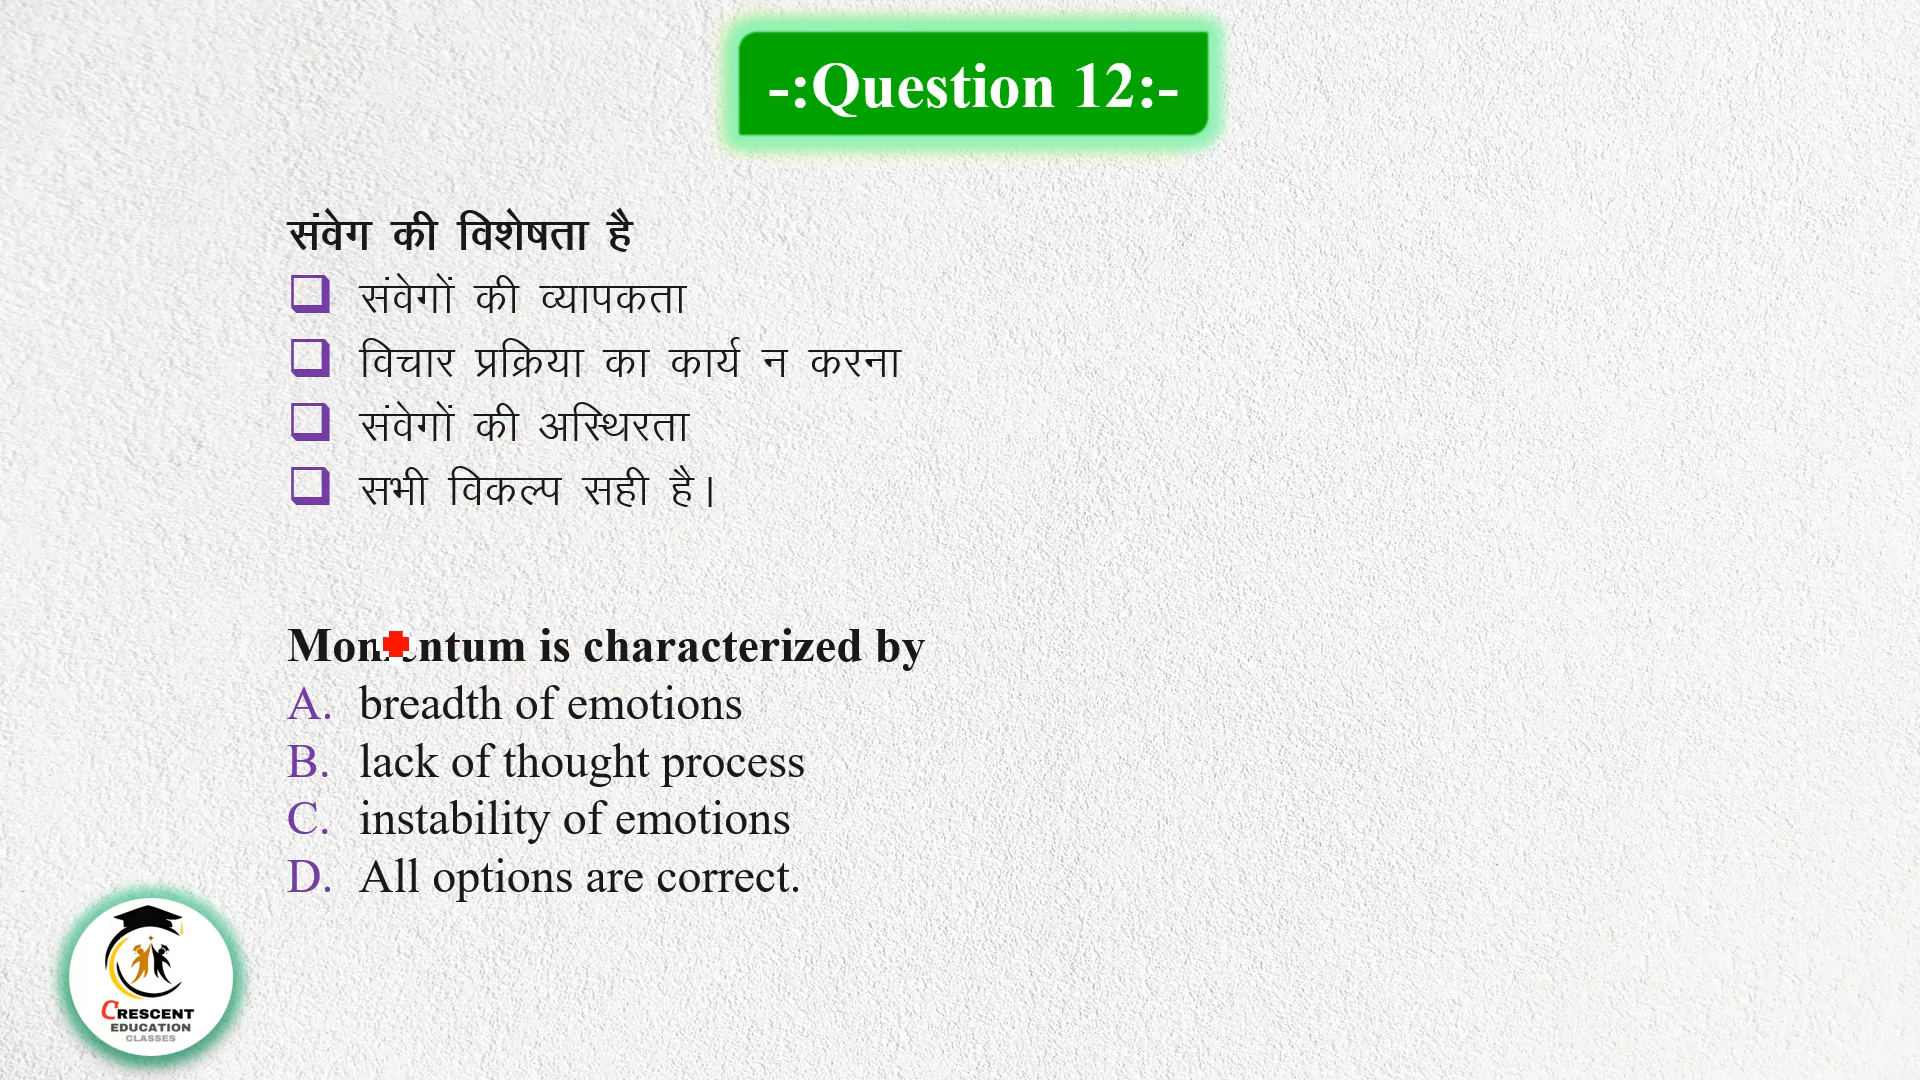 -:Question 12:-
संवेग की विशेषता है
❑ संवेगों की व्यापकता
❑ विचार प्रक्रिया का कार्य न करना
❑ संवेगों की अस्थिरता
❑ सभी विकल्प सही है।
Momentum is characterized by
A. breadth of emotions
B. lack of thought process
C. instability of emotions
D. All options are correct.
CRESCENT
EDUCATION
CLASSES